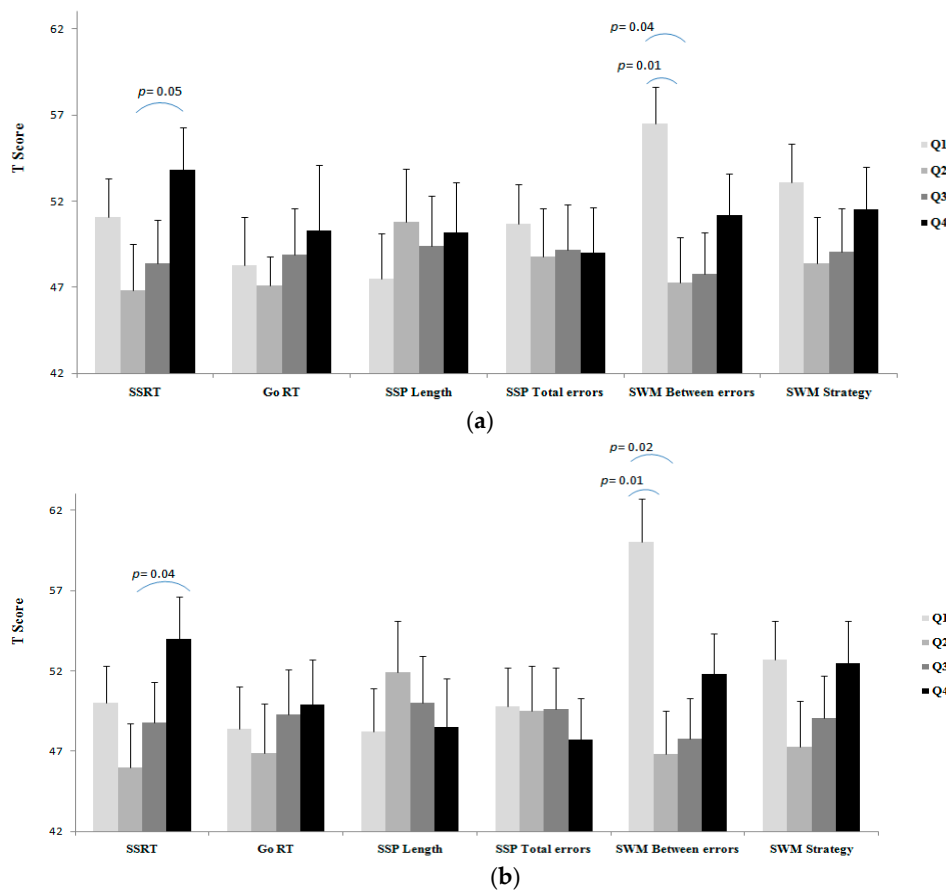 62
p= 0.04
p= 0.01
57
p= 0.05
T Score
52
47
42
Q1
Q2
Q3
Q4
SSRT Go RT SSP Length SSP Total errors SWM Between errors SWM Strategy
(a)
p= 0.02
p= 0.01
62
p= 0.04
57
T Score
52
47
42
Q1
Q2
Q3
Q4
SSRT Go RT SSP Length SSP Total errors SWM Between errors SWM Strategy
(b)